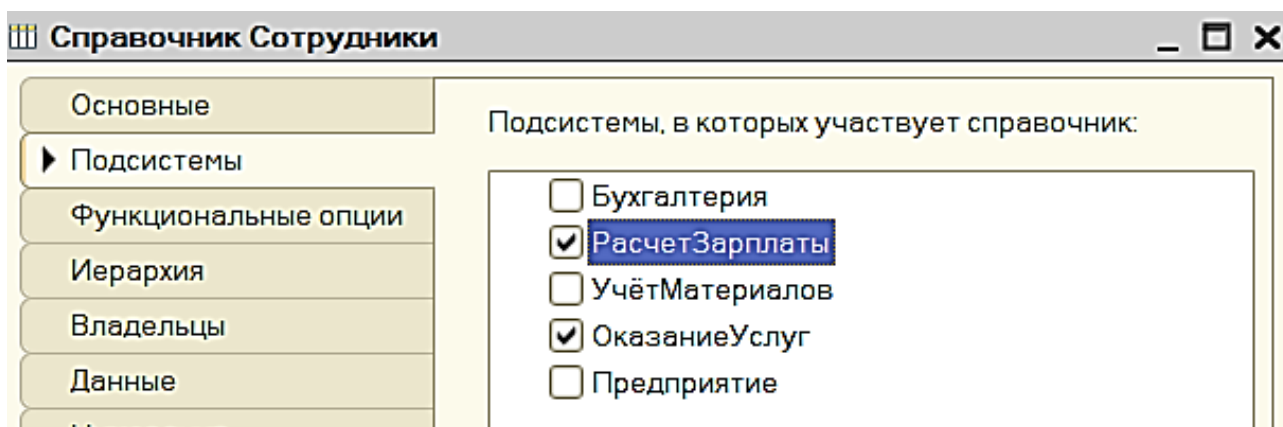 Справочник Сотрудники
Основные
Подсистемы
Функциональные опции
Иерархия
Владельцы
Данные
Подсистемы, в которых участвует справочник:
Бухгалтерия
РасчетЗарплаты
УчётМатериалов
ОказаниеУслуг
Предприятие